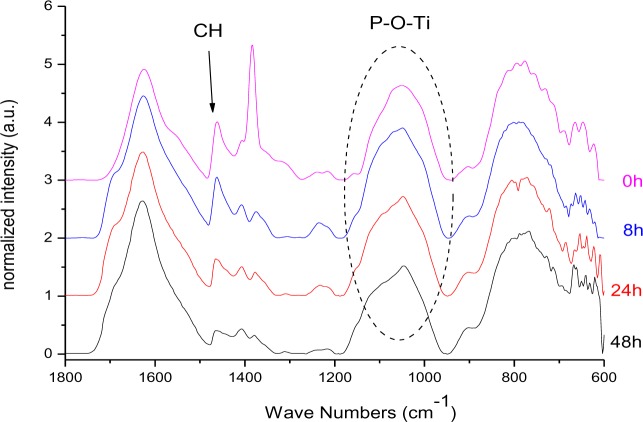 6
CH
P-O-Ti
5
4
3
0h
2
8h
1
24h
0
48h
1800
1600
1400
1200
1000
800
600
normalized intensity (a.u.)
Wave Numbers (cm-1)